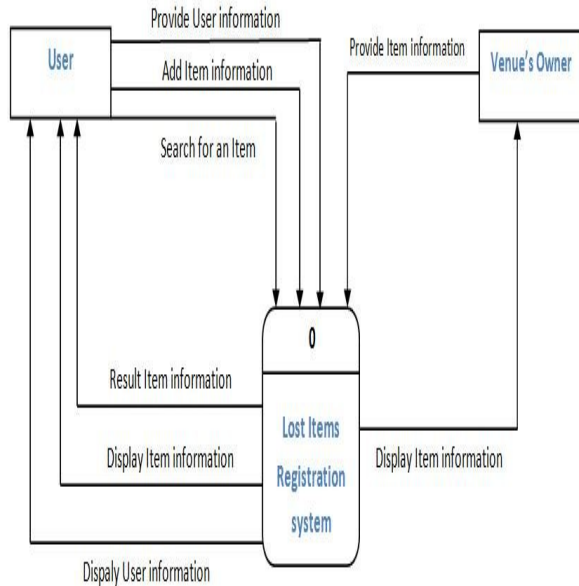 Provide User information
User
Add Item information
Search for an Item
Provide Item information
Venue's Owner
0
Lost Items
Registration
system
Result Item information
Display Item information
Dispaly User information
Display Item information